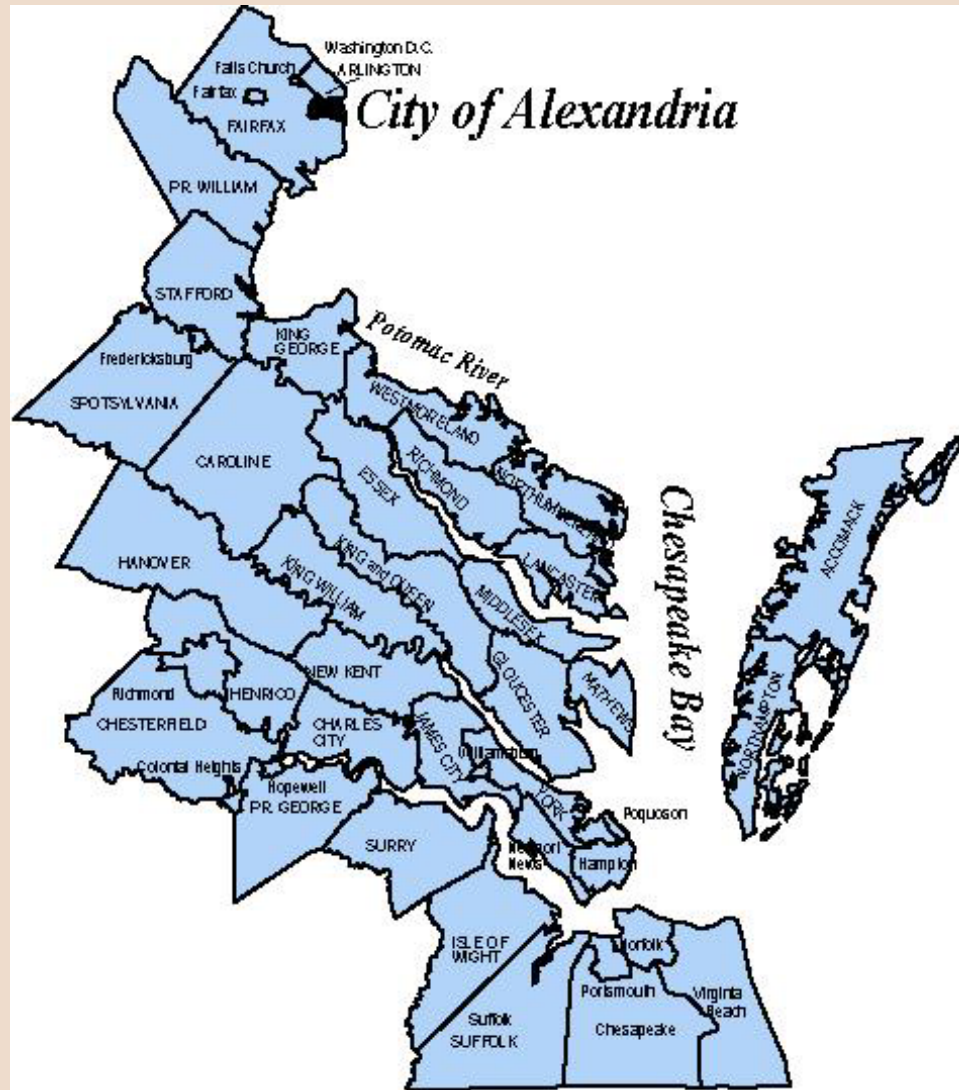 Washington D.C.
Falls Church
ARLINGTON
Fairfax
City of Alexandria
FAIRFAX
PR. WILLIAM
STAFFORD
KING
GEORGE
Potomac River
Fredericksburg
SPOTSYLVANIA
WESTMORELAND
CAROLINE
ESSEX
RICHMOND
Chesapeake Bay
ACCOMACK
HANOVER
KING and QUEEN
KING WILLIAM
LANCASTER
MIDDLESEX
NEW KENT
GLOUCESTER
MATHEWS
NORTHAMPTON
Richmond
HENRICO
CHESTERFIELD
CHARLES
CITY
JAMES CITY
Williamsburg
Colonial Heights
Hopewell
PR. GEORGE
YORK
Poquoson
SURRY
News
Hampton
ISLE OF
WIGHT
Norfolk
Portsmouth
Virginia
Beach
Suffolk
SUFFOLK
Chesapeake